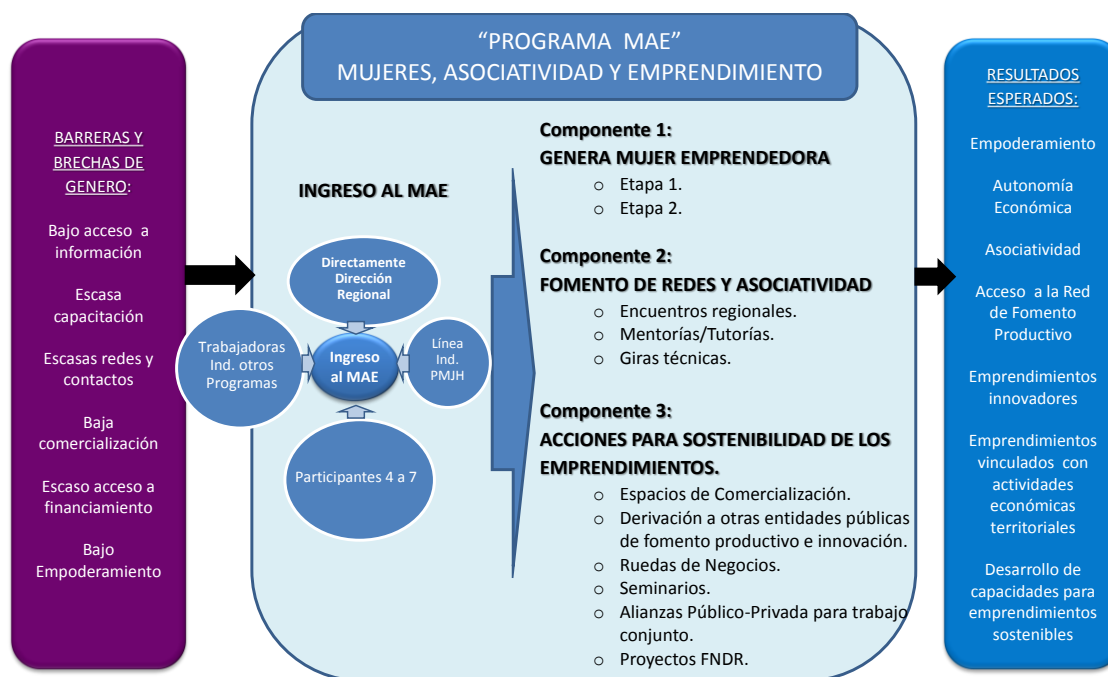 “PROGRAMA MAE”
MUJERES, ASOCIATIVIDAD Y EMPRENDIMIENTO
BARRERAS Y
BRECHAS DE
GENERO:
Bajo acceso a
información
Escasa
capacitación
Escasas redes y
contactos
Baja
comercialización
Escaso acceso a
financiamiento
Bajo
Empoderamiento
INGRESO AL MAE
Directamente
Dirección
Regional
Trabajadoras
Ind. otros
Programas
Ingreso
al MAE
Línea
Ind.
PMJH
Participantes 4 a 7
Componente 1:
GENERA MUJER EMPRENDEDORA
o Etapa 1.
o Etapa 2.
Componente 2:
FOMENTO DE REDES Y ASOCIATIVIDAD
o Encuentros regionales.
o Mentorías/Tutorías.
o Giras técnicas.
Componente 3:
ACCIONES PARA SOSTENIBILIDAD DE LOS
EMPRENDIMIENTOS.
o Espacios de Comercialización.
o Derivación a otras entidades públicas
de fomento productivo e innovación.
o Ruedas de Negocios.
o Seminarios.
o Alianzas Público-Privada para trabajo
conjunto.
o Proyectos FNDR.
RESULTADOS
ESPERADOS:
Empoderamiento
Autonomía
Económica
Asociatividad
Acceso a la Red
de Fomento
Productivo
Emprendimientos
innovadores
Emprendimientos
vinculados con
actividades
económicas
territoriales
Desarrollo de
capacidades para
emprendimientos
sostenibles